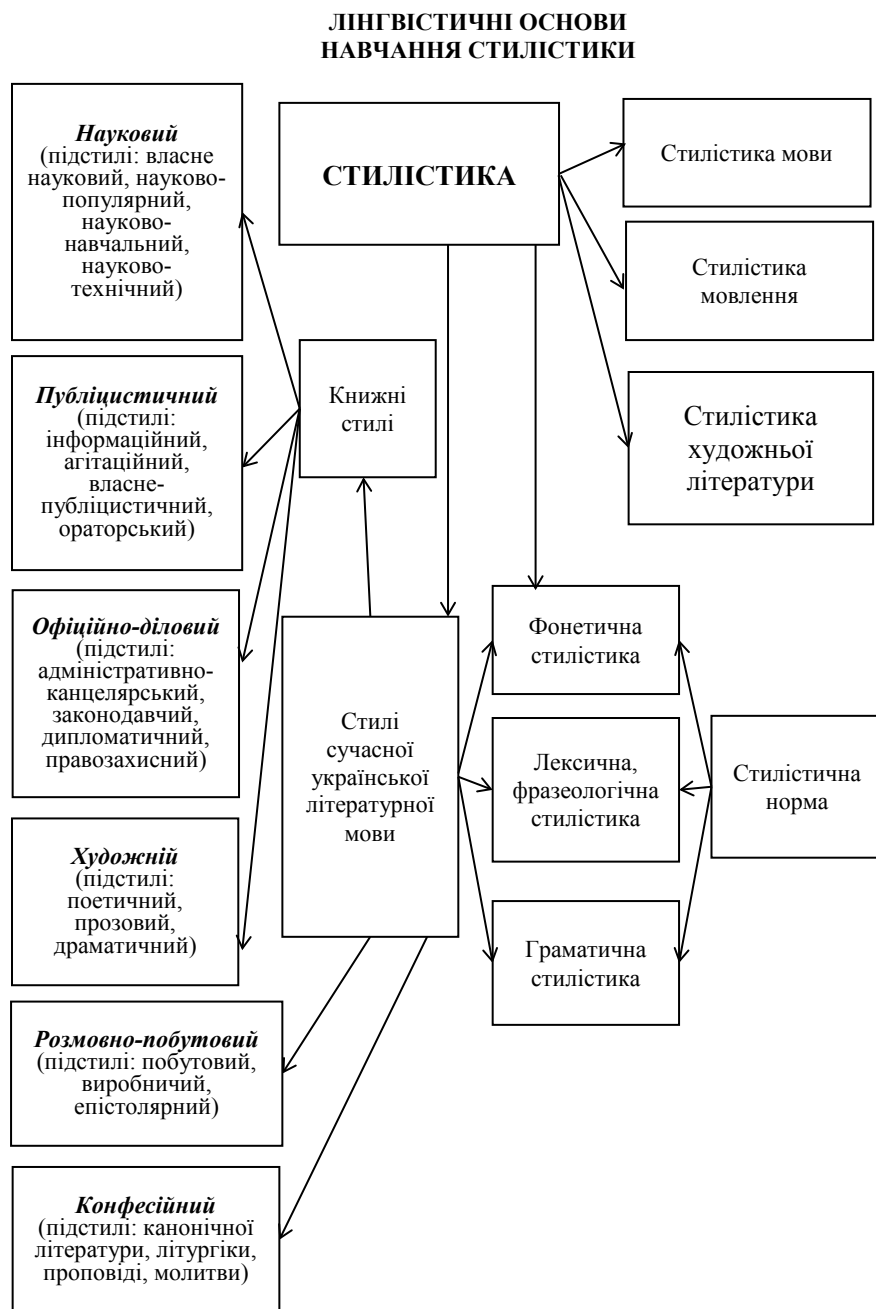 ЛІНГВІСТИЧНІ ОСНОВИ
НАВЧАННЯ СТИЛІСТИКИ
Науковий
(підстилі: власне
науковий, науково-
популярний,
науково-
навчальний,
науково-
технічний)
СТИЛІСТИКА
Стилістика мови
Стилістика
мовлення
Стилістика
художньої
літератури
Книжні
стилі
Публіцистичний
(підстилі:
інформаційний,
агітаційний,
власне-
публіцистичний,
ораторський)
Офіційно-діловий
(підстилі:
адміністративно-
канцелярський,
законодавчий,
дипломатичний,
правозахисний)
Стилі
сучасної
української
літературної
мови
Фонетична
стилістика
Лексична,
фразеологічна
стилістика
Граматична
стилістика
Стилістична
норма
Художній
(підстилі:
поетичний,
прозовий,
драматичний)
Розмовно-побутовий
(підстилі: побутовий,
виробничий,
епістолярний)
Конфесійний
(підстилі: канонічної
літератури, літургіки,
проповіді, молитви)